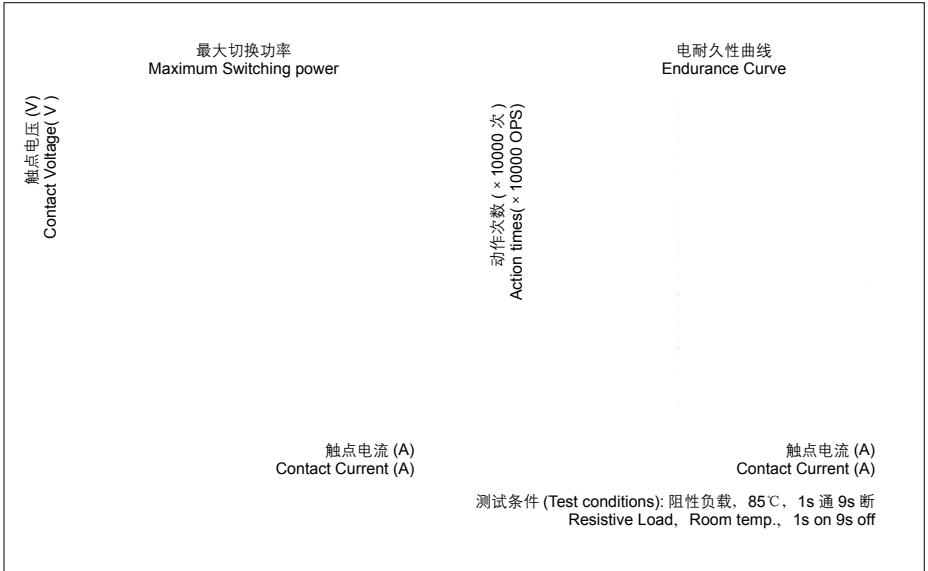 最大切换功率
Maximum Switching power
触点电压 (V)
Contact Voltage( V )
触点电流 (A)
Contact Current (A)
电耐久性曲线
Endurance Curve
动作次数 ( × 10000 次 )
Action times( × 10000 OPS)
触点电流 (A)
Contact Current (A)
测试条件 (Test conditions): 阻性负载，85℃，1s 通 9s 断
Resistive Load，Room temp.，1s on 9s off